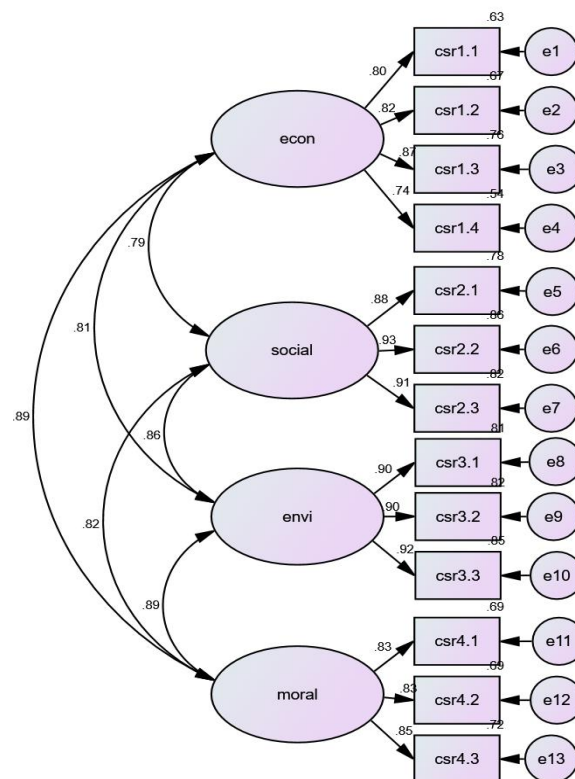 .63
.80
csr1.1
e1
.67
.82
csr1.2
e2
.76
econ
.87
csr1.3
e3
.54
.74
csr1.4
e4
.78
.79
.88
csr2.1
e5
.86
.93
csr2.2
e6
.82
social
.91
csr2.3
e7
.81
.81
.89
.86
.90
csr3.1
e8
.82
.90
csr3.2
e9
.85
envi
.82
.92
csr3.3
e10
.69
.89
.83
csr4.1
e11
.69
.83
csr4.2
e12
.72
moral
.85
csr4.3
e13